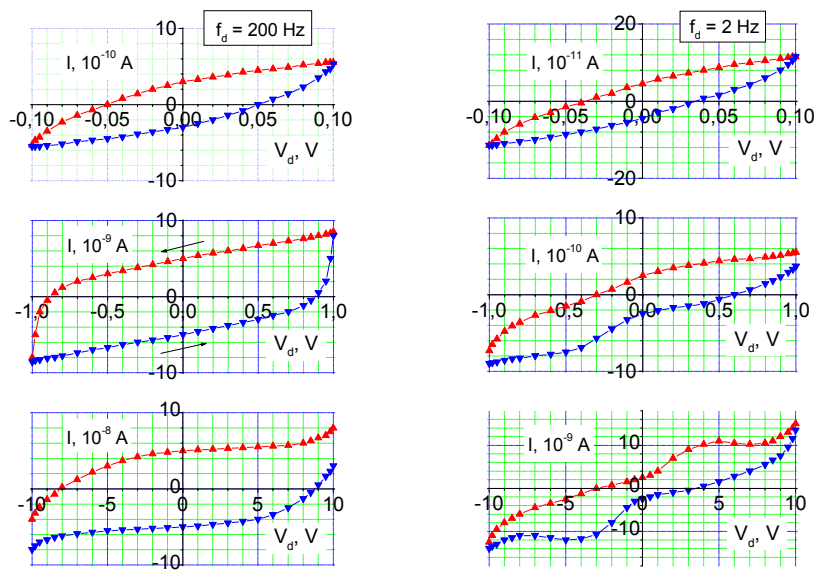 10
f_d = 200 Hz
I, 10^-10 A
0
-0,10 -0,05 0,00 0,05 0,10
V_d, V
-10
20
f_d = 2 Hz
I, 10^-11 A
0
-0,10 -0,05 0,00 0,05 0,10
V_d, V
-20
10
I, 10^-9 A
0
-1,0 -0,5 0,0 0,5 1,0
V_d, V
-10
10
I, 10^-10 A
0
-1,0 -0,5 0,0 0,5 1,0
V_d, V
-10
10
I, 10^-8 A
0
-10 -5 0 5 10
V_d, V
-10
I, 10^-9 A
10
0
-10 -5 0 5 10
-10
V_d, V